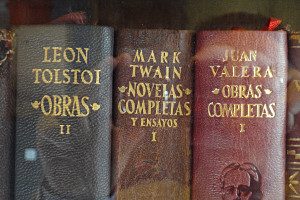 LEON
TOLSTOI
OBRAS
II
MARK
TWAIN
NOVELAS
COMPLETAS
Y ENSAYOS
I
JUAN
VALERA
OBRAS
COMPLETAS
I